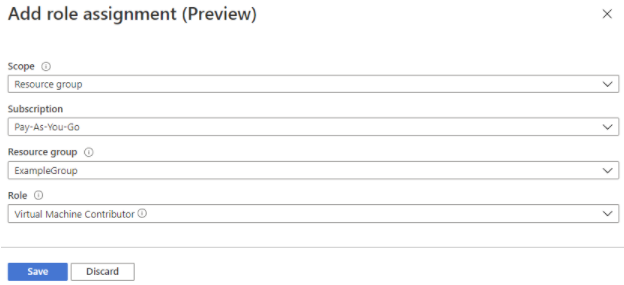 Add role assignment (Preview)
Scope
Resource group
Subscription
Pay-As-You-Go
Resource group
ExampleGroup
Role
Virtual Machine Contributor
Save Discard